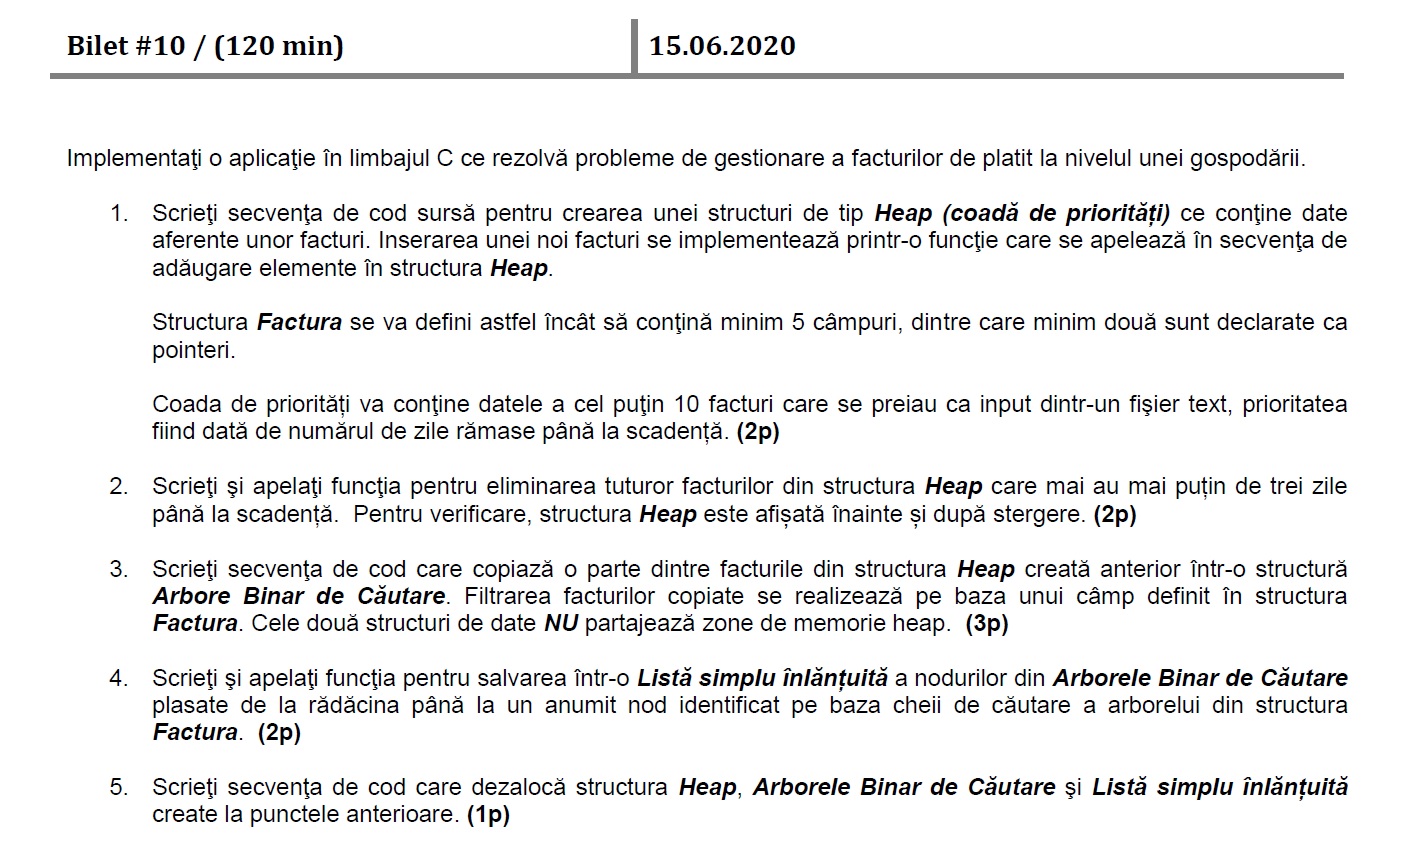 Bilet #10 / (120 min)
15.06.2020
Implementaţi o aplicaţie în limbajul C ce rezolvă probleme de gestionare a facturilor de platit la nivelul unei gospodării.
1. Scrieţi secvenţa de cod sursă pentru crearea unei structuri de tip Heap (coadă de priorități) ce conţine date
aferente unor facturi. Inserarea unei noi facturi se implementează printr-o funcţie care se apelează în secvenţa de
adăugare elemente în structura Heap.
Structura Factura se va defini astfel încât să conţină minim 5 câmpuri, dintre care minim două sunt declarate ca
pointeri.
Coada de priorități va conţine datele a cel puţin 10 facturi care se preiau ca input dintr-un fişier text, prioritatea
fiind dată de numărul de zile rămase până la scadență. (2p)
2. Scrieţi şi apelaţi funcţia pentru eliminarea tuturor facturilor din structura Heap care mai au mai puțin de trei zile
până la scadență. Pentru verificare, structura Heap este afișată înainte și după stergere. (2p)
3. Scrieţi secvenţa de cod care copiază o parte dintre facturile din structura Heap creată anterior într-o structură
Arbore Binar de Căutare. Filtrarea facturilor copiate se realizează pe baza unui câmp definit în structura
Factura. Cele două structuri de date NU partajează zone de memorie heap. (3p)
4. Scrieţi şi apelaţi funcţia pentru salvarea într-o Listă simplu înlănțuită a nodurilor din Arborele Binar de Căutare
plasate de la rădăcina până la un anumit nod identificat pe baza cheii de căutare a arborelui din structura
Factura. (2p)
5. Scrieţi secvenţa de cod care dezalocă structura Heap, Arborele Binar de Căutare şi Listă simplu înlănțuită
create la punctele anterioare. (1p)